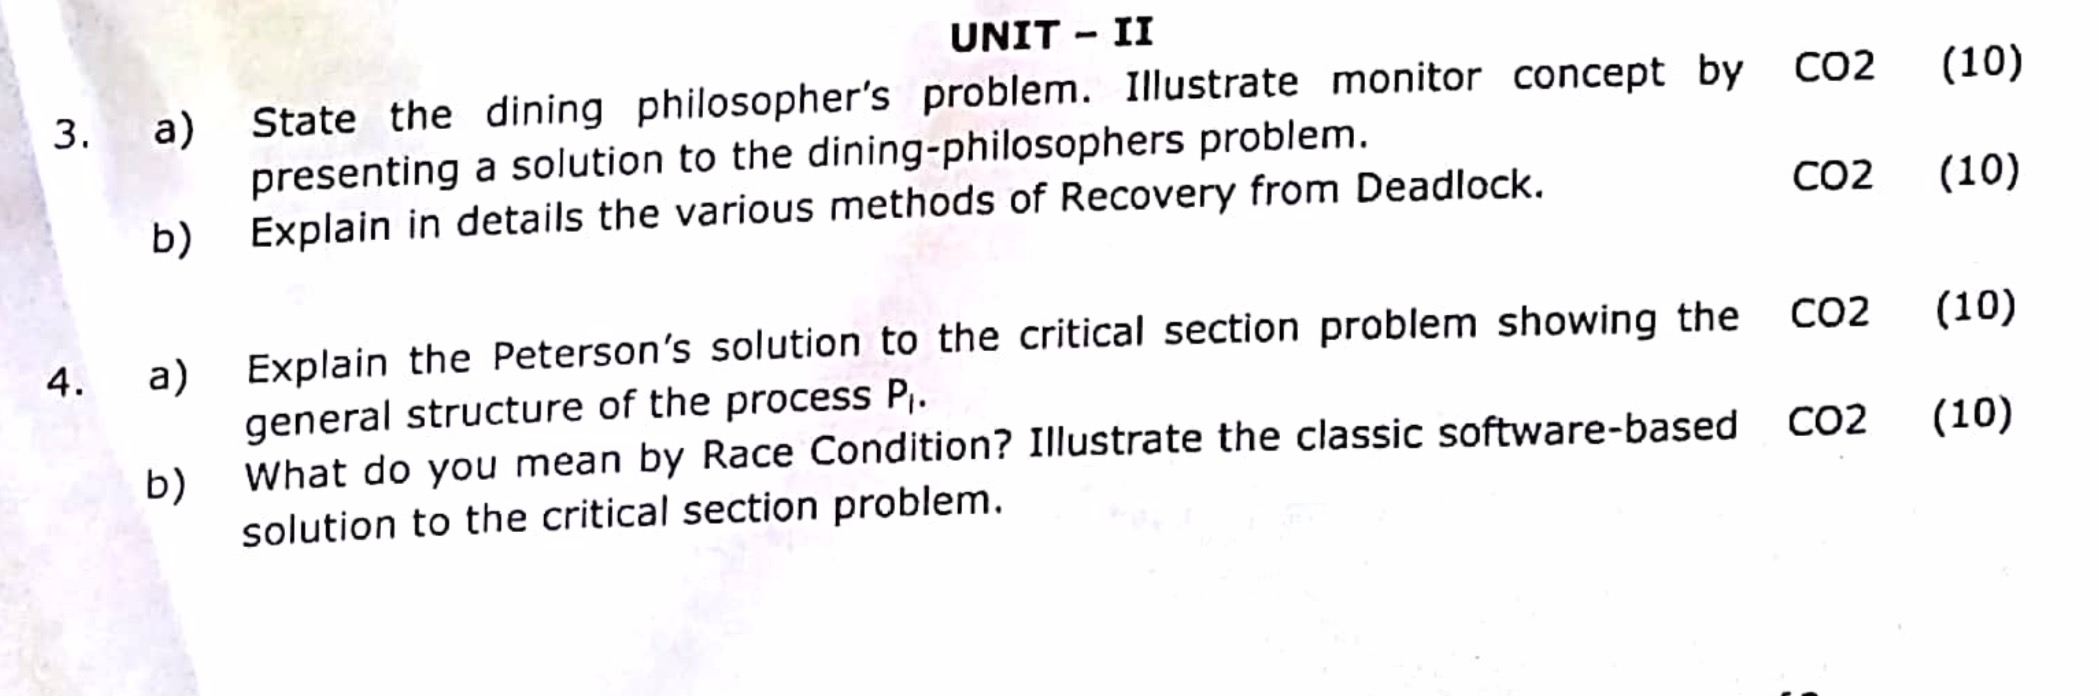 UNIT – II
3. a) State the dining philosopher's problem. Illustrate monitor concept by CO2 (10)
presenting a solution to the dining-philosophers problem.
b) Explain in details the various methods of Recovery from Deadlock. CO2 (10)
4. a) Explain the Peterson's solution to the critical section problem showing the CO2 (10)
general structure of the process Pı.
b) What do you mean by Race Condition? Illustrate the classic software-based CO2 (10)
solution to the critical section problem.